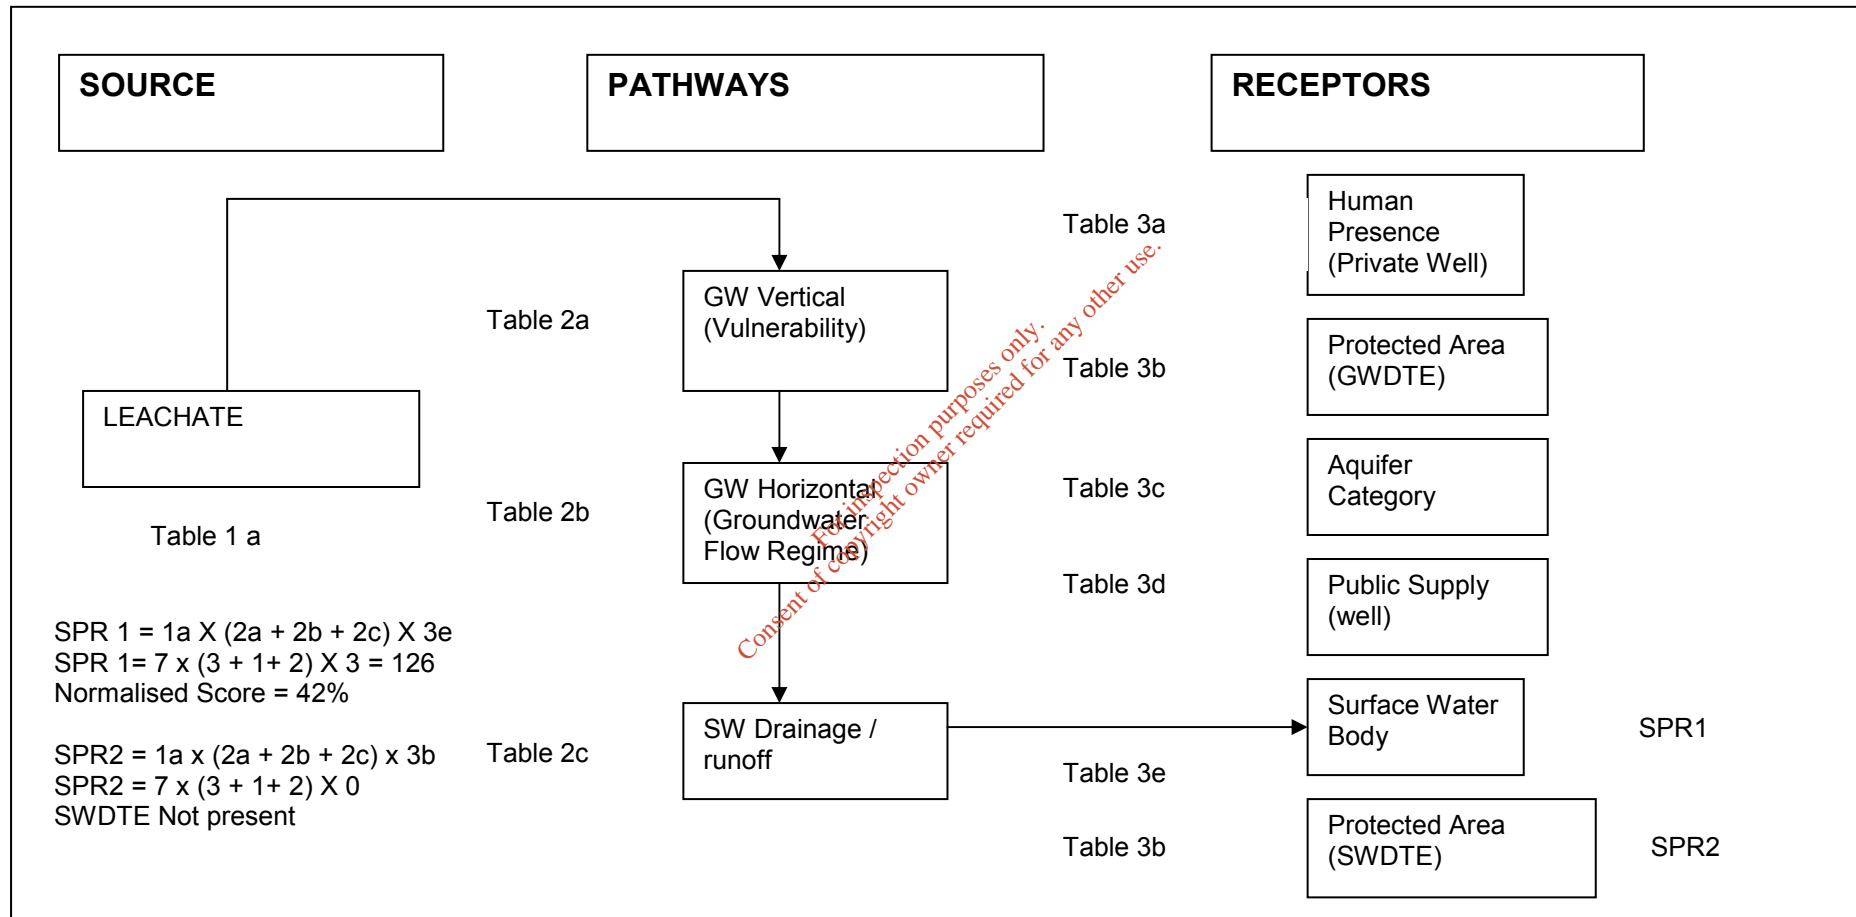 SOURCE
PATHWAYS
RECEPTORS
Table 3a
Human
Presence
(Private Well)
Table 2a
GW Vertical
(Vulnerability)
Table 3b
Protected Area
(GWDTE)
LEACHATE
Table 1 a
Table 2b
GW Horizontal
(Groundwater
Flow Regime)
Table 3c
Aquifer
Category
Table 3d
Public Supply
(well)
SPR 1 = 1a X (2a + 2b + 2c) X 3e
SPR 1= 7 x (3 + 1+ 2) X 3 = 126
Normalised Score = 42%
SPR2 = 1a x (2a + 2b + 2c) x 3b
SPR2 = 7 x (3 + 1+ 2) X 0
SWDTE Not present
Table 2c
SW Drainage /
runoff
Table 3e
Surface Water
Body
SPR1
Table 3b
Protected Area
(SWDTE)
SPR2
For inspection purposes only.
Consent of copyright owner required for any other use.